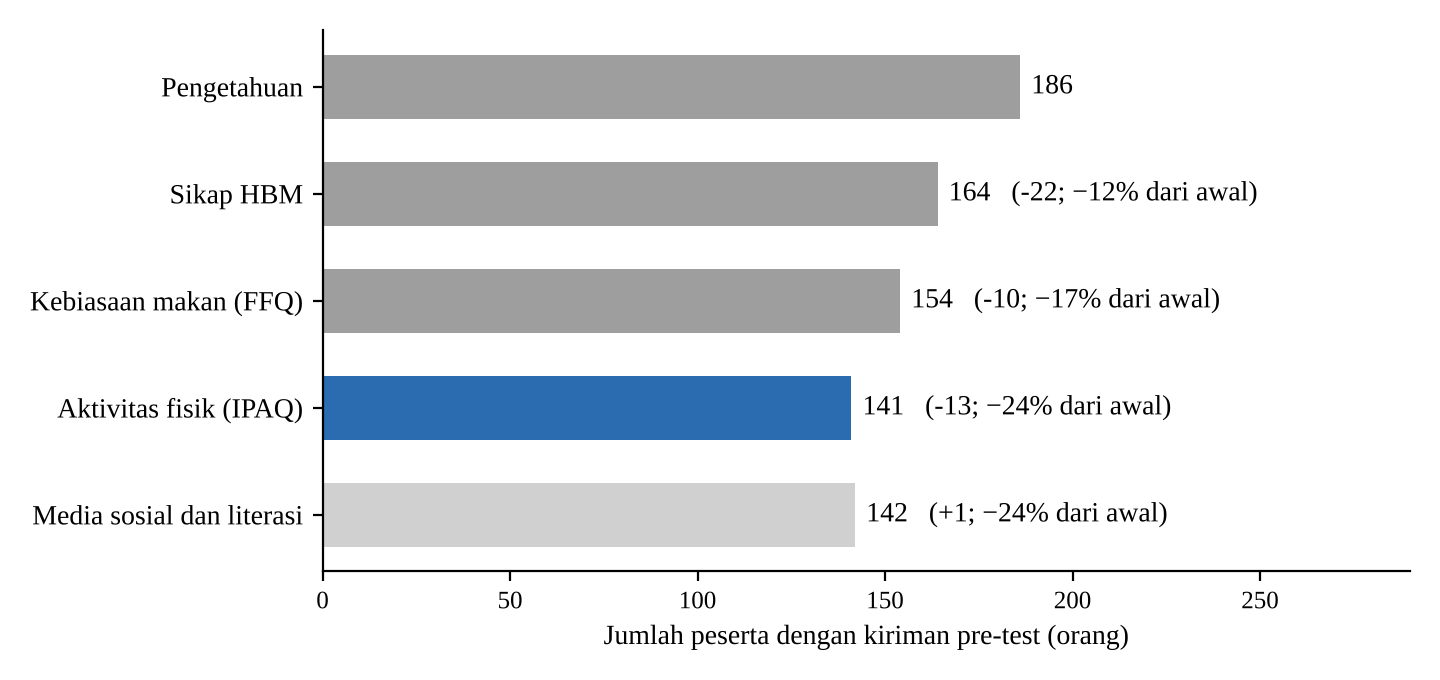 Pengetahuan 186
Sikap HBM 164 (-22; −12% dari awal)
Kebiasaan makan (FFQ) 154 (-10; −17% dari awal)
Aktivitas fisik (IPAQ) 141 (-13; −24% dari awal)
Media sosial dan literasi 142 (+1; −24% dari awal)
0 50 100 150 200 250
Jumlah peserta dengan kiriman pre-test (orang)